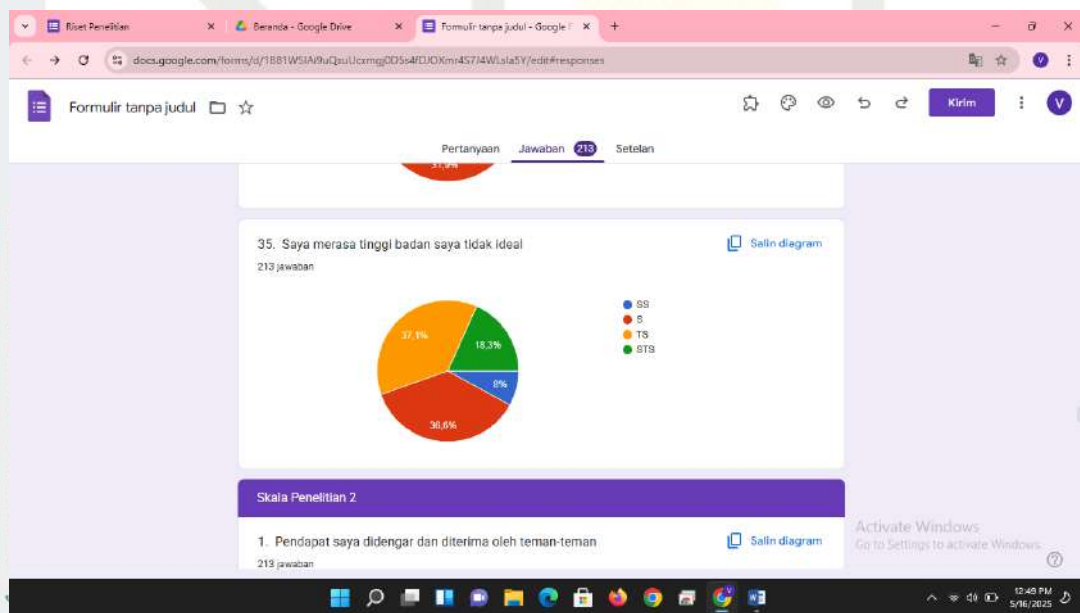 Riset Penelitian
Beranda - Google Drive
Formulir tanpa judul - Google F
Formulir tanpa judul
Kirim
V
Pertanyaan Jawaban 213 Setelan
35. Saya merasa tinggi badan saya tidak ideal
Salin diagram
213 jawaban
SS
S
TS
STS
37,1%
18,3%
8%
36,6%
Skala Penelitian 2
1. Pendapat saya didengar dan diterima oleh teman-teman
Salin diagram
213 jawaban
Activate Windows
Go to Settings to activate Windows.
12:49 PM
5/16/2025